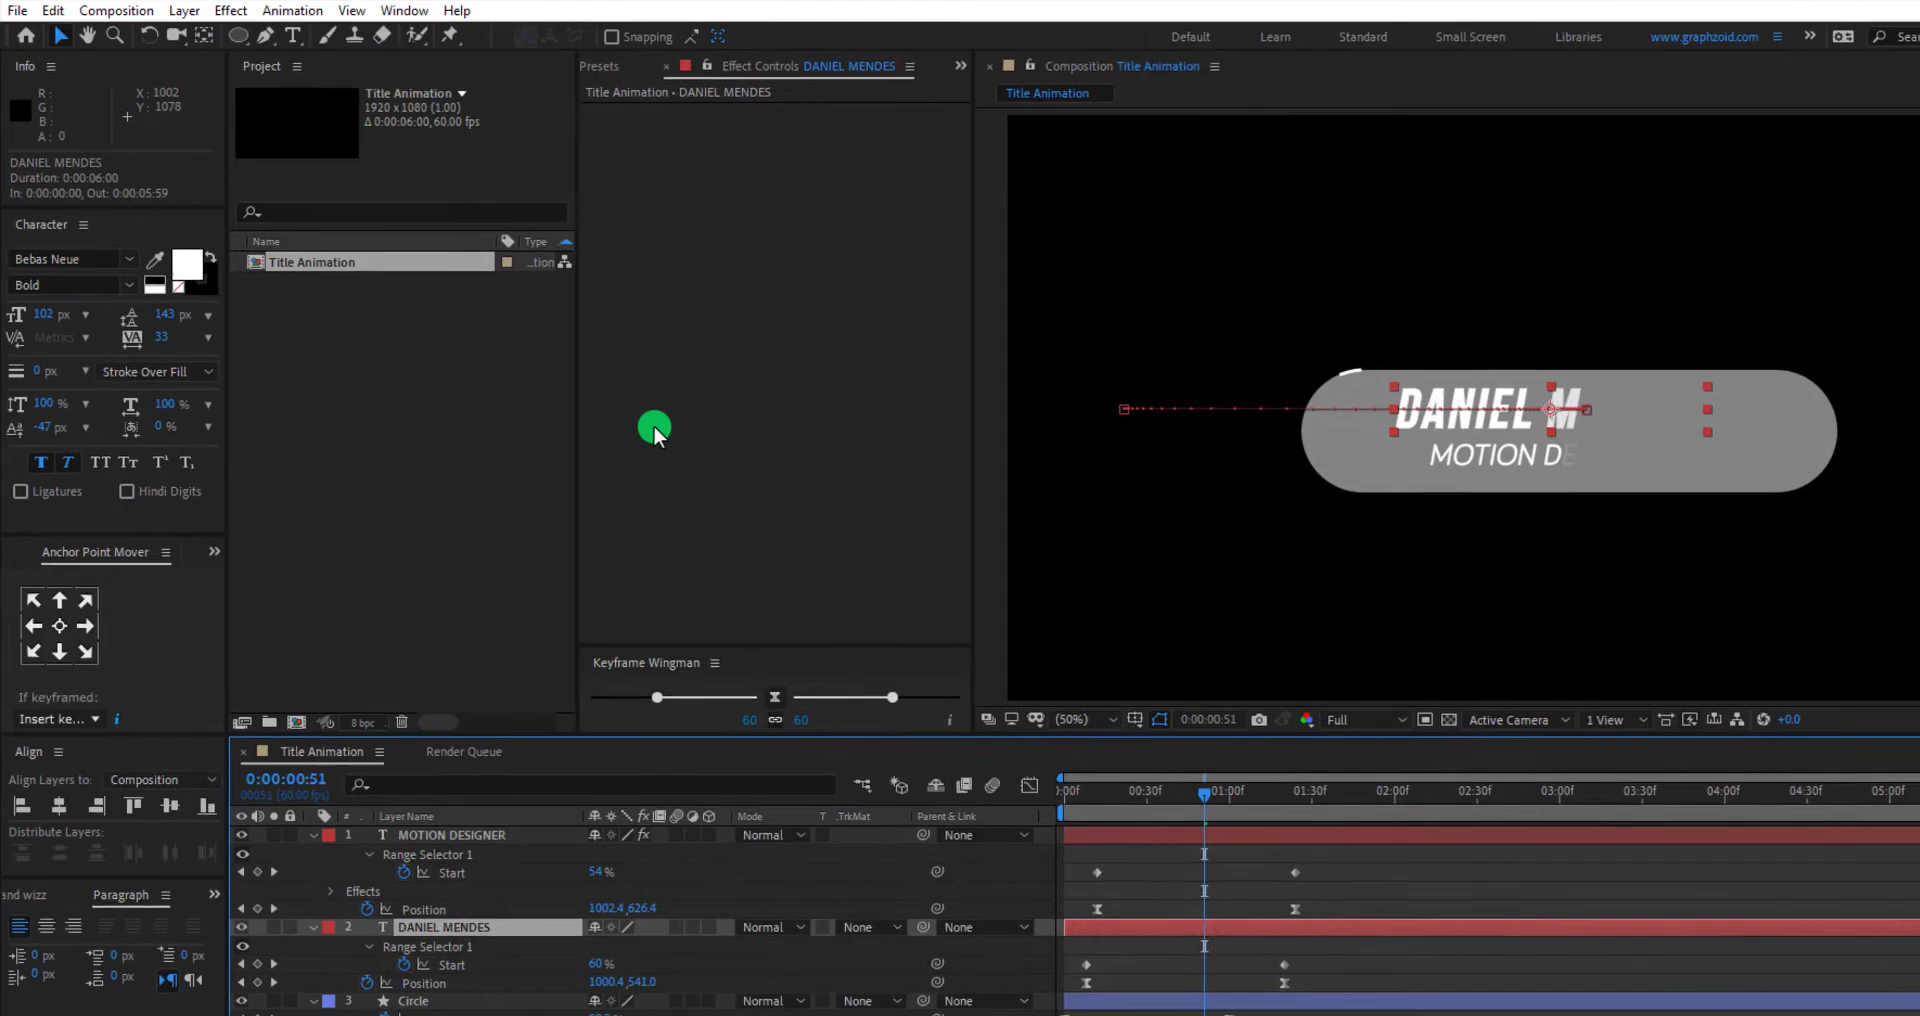 File Edit Composition Layer Effect Animation View Window Help
Snapping Default Learn Standard Small Screen Libraries www.graphzoid.com
Info Project Presets Effect Controls DANIEL MENDES Composition Title Animation
R: X: 1002
G: Y: 1078
B:
A: 0
Title Animation
1920 x 1080 (1.00)
Δ 0:00:06:00, 60.00 fps
Title Animation • DANIEL MENDES
Title Animation
DANIEL MENDES
Duration: 0:00:06:00
In: 0:00:00:00, Out: 0:00:05:59
Character
Name Type
Bebas Neue
Title Animation ...tion
Bold
102 px 143 px
Metrics 33
0 px Stroke Over Fill
100 % 100 %
-47 px 0 %
Ligatures Hindi Digits
DANIEL M
MOTION DE
Anchor Point Mover
If keyframed:
Insert ke...
Keyframe Wingman
60 60
8 bpc
(50%) 0:00:00:51 Full Active Camera 1 View +0.0
Align
Align Layers to: Composition
Distribute Layers:
and wizz Paragraph
0 px 0 px 0 px
0 px 0 px
Title Animation Render Queue
0:00:00:51
00051 (60.00 fps)
:00f 00:30f 01:00f 01:30f 02:00f 02:30f 03:00f 03:30f 04:00f 04:30f 05:00f
# Layer Name Mode T .TrkMat Parent & Link
1 T MOTION DESIGNER Normal None
Range Selector 1
Start 54 %
Effects
Position 1002.4,626.4
2 T DANIEL MENDES Normal None None
Range Selector 1
Start 60 %
Position 1000.4,541.0
3 Circle Normal None None